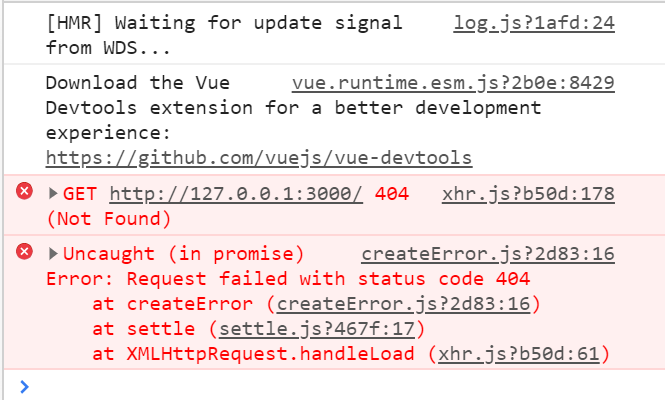 [HMR] Waiting for update signal log.js?1afd:24
from WDS...
Download the Vue vue.runtime.esm.js?2b0e:8429
Devtools extension for a better development
experience:
https://github.com/vuejs/vue-devtools
GET http://127.0.0.1:3000/ 404 xhr.js?b50d:178
(Not Found)
Uncaught (in promise) createError.js?2d83:16
Error: Request failed with status code 404
at createError (createError.js?2d83:16)
at settle (settle.js?467f:17)
at XMLHttpRequest.handleLoad (xhr.js?b50d:61)